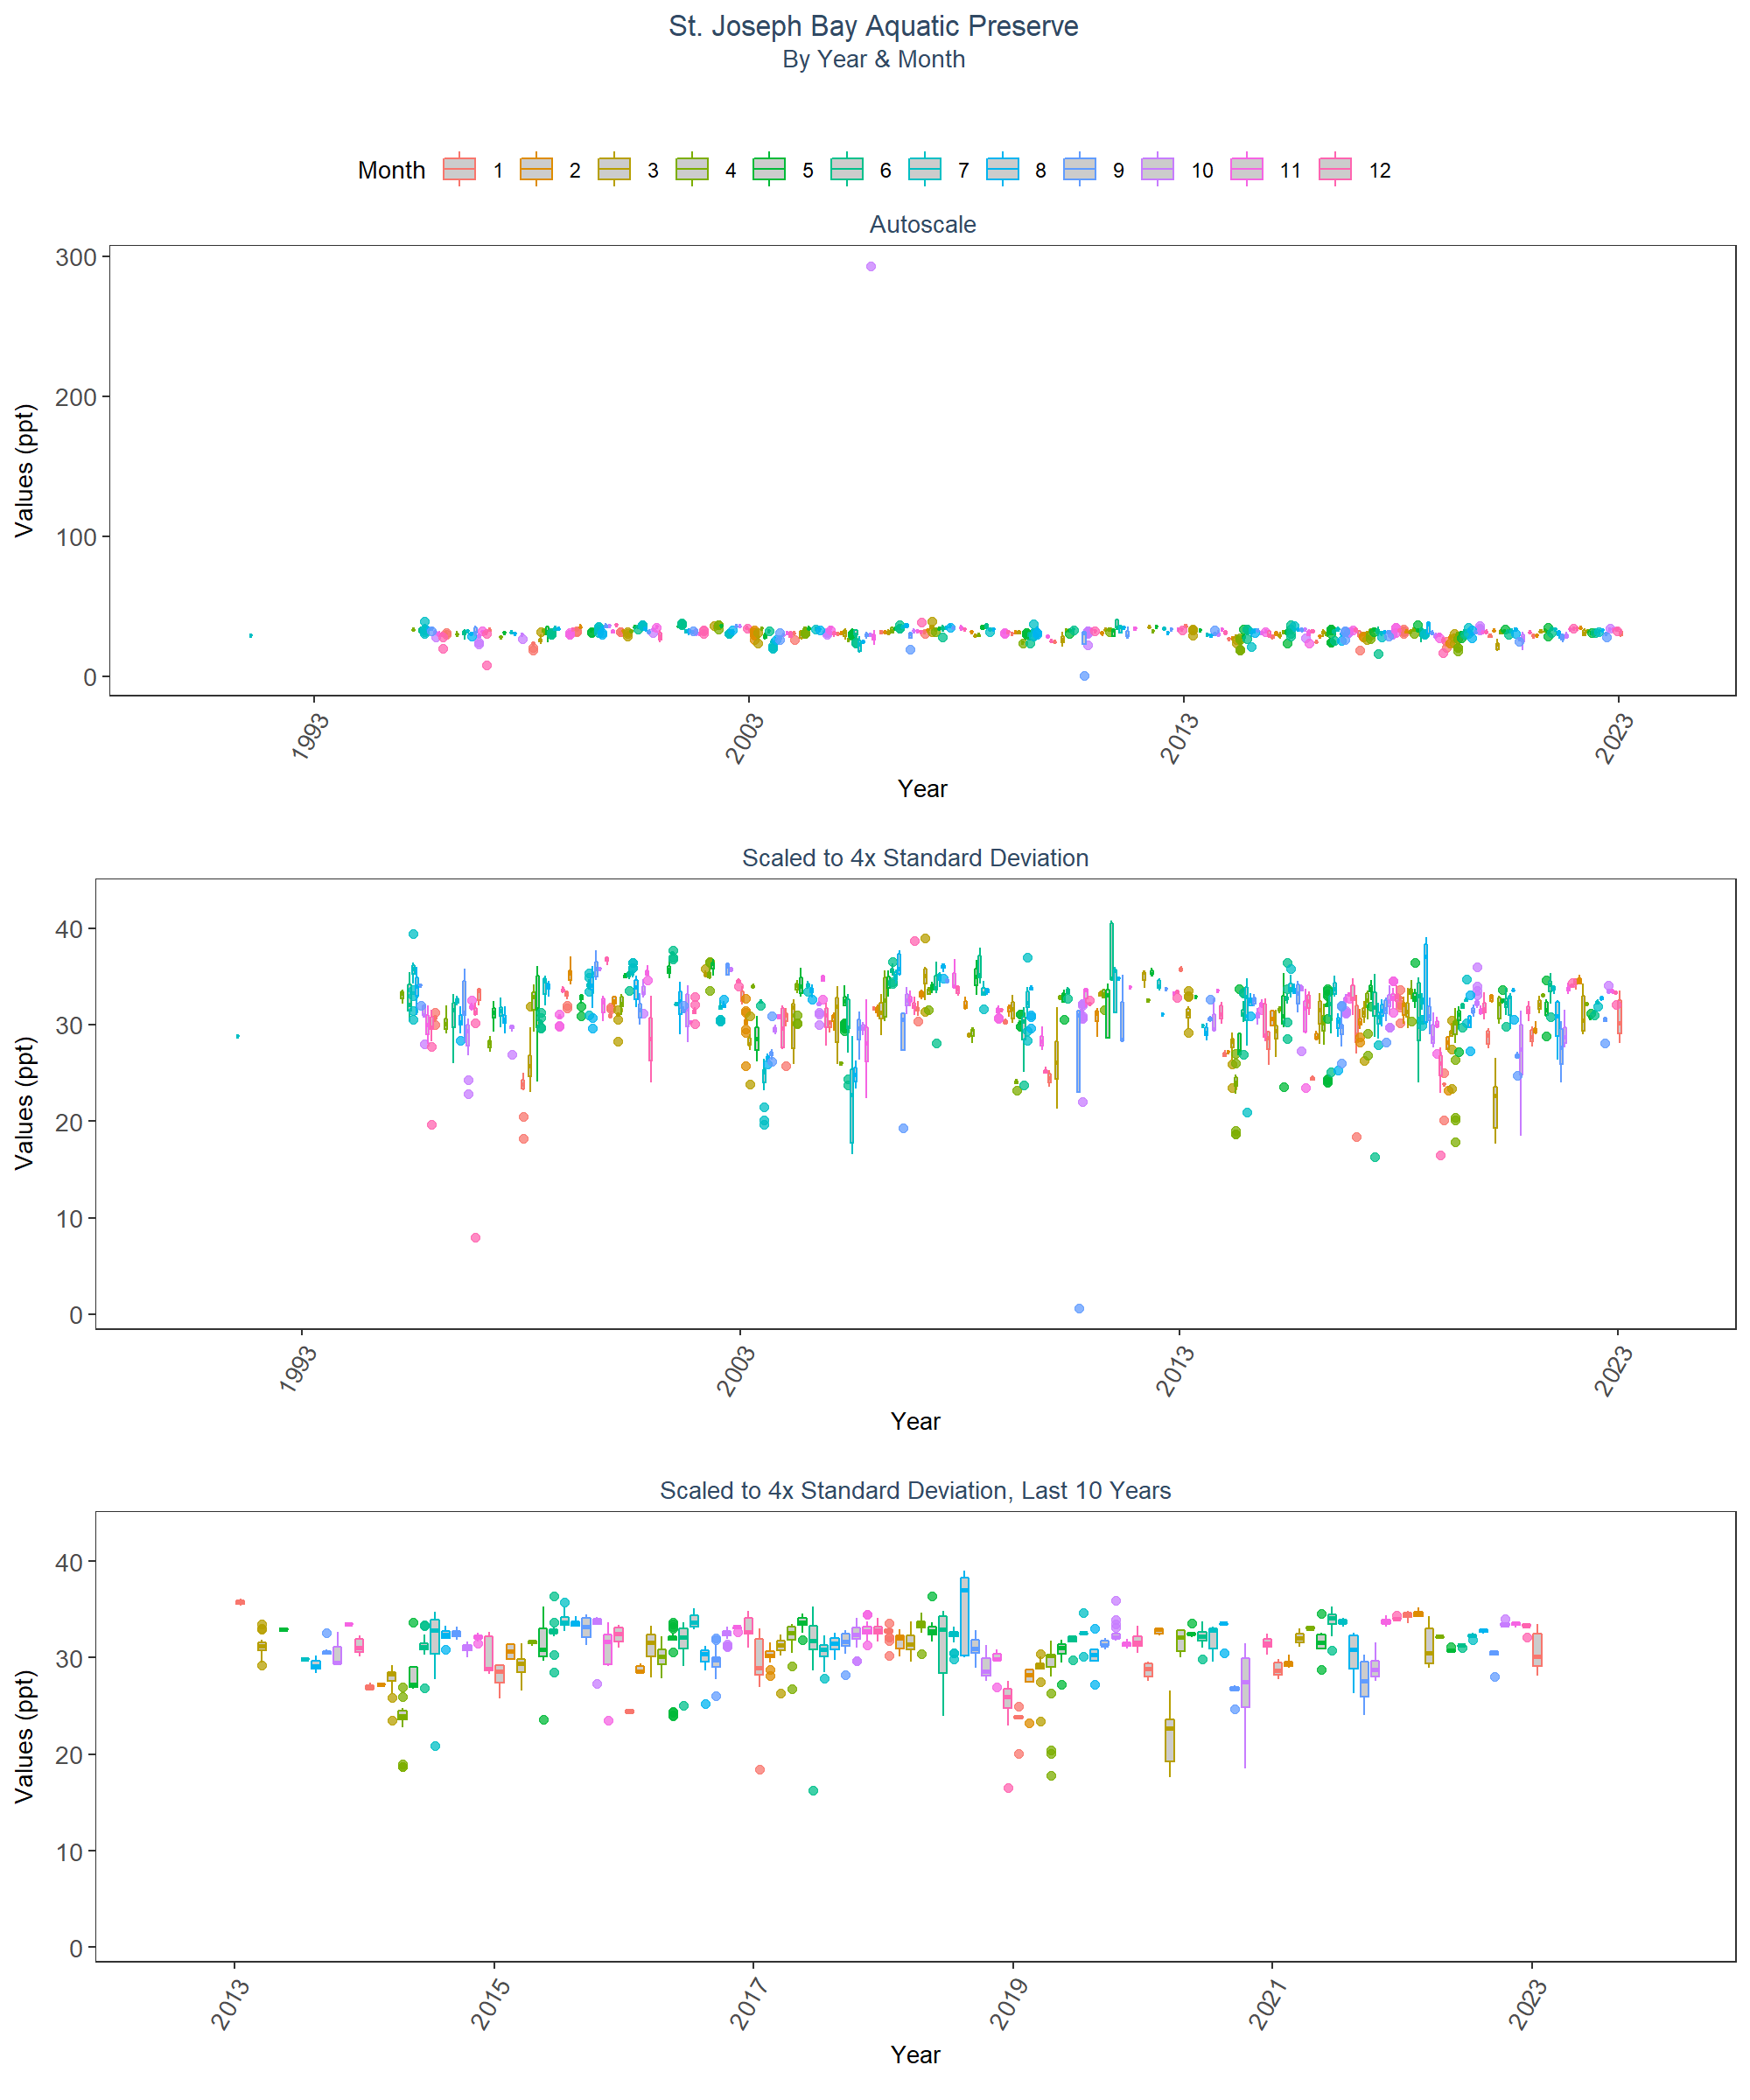 St. Joseph Bay Aquatic Preserve
By Year & Month
Month 1 2 3 4 5 6 7 8 9 10 11 12
Autoscale
Values (ppt)
300
200
100
0
1993 2003 2013 2023
Year
Scaled to 4x Standard Deviation
Values (ppt)
40
30
20
10
0
1993 2003 2013 2023
Year
Scaled to 4x Standard Deviation, Last 10 Years
Values (ppt)
40
30
20
10
0
2013 2015 2017 2019 2021 2023
Year